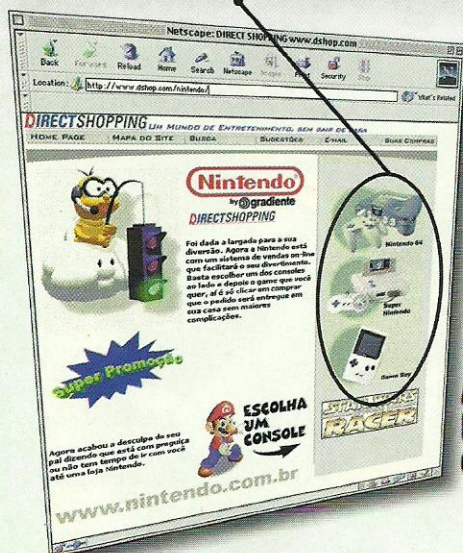 Netscape: DIRECT SHOPPING www.dshop.com
Back Forward Reload Home Search Netscape Images Print Security Stop
Location: http://www.dshop.com/nintendo/
What's Related
DIRECTSHOPPING UM MUNDO DE ENTRETENIMENTO, SEM SAIR DE CASA
HOME PAGE MAPA DO SITE BUSCA SUGESTÕES E-MAIL SUAS COMPRAS
Nintendo
by gradiente
DIRECTSHOPPING
Foi dada a largada para a sua
diversão. Agora a Nintendo está
com um sistema de vendas on-line
que facilitará o seu divertimento.
Basta escolher um dos consoles
ao lado e depois o game que você
quer, aí é só clicar em comprar
que o pedido será entregue em
sua casa sem maiores
complicações.
Nintendo 64
Super
Nintendo
Game Boy
Super Promoção
ESCOLHA
UM
CONSOLE
STAR WARS
RACER
Agora acabou a desculpa do seu
pai dizendo que está com preguiça
ou não tem tempo de ir com você
até uma loja Nintendo.
www.nintendo.com.br